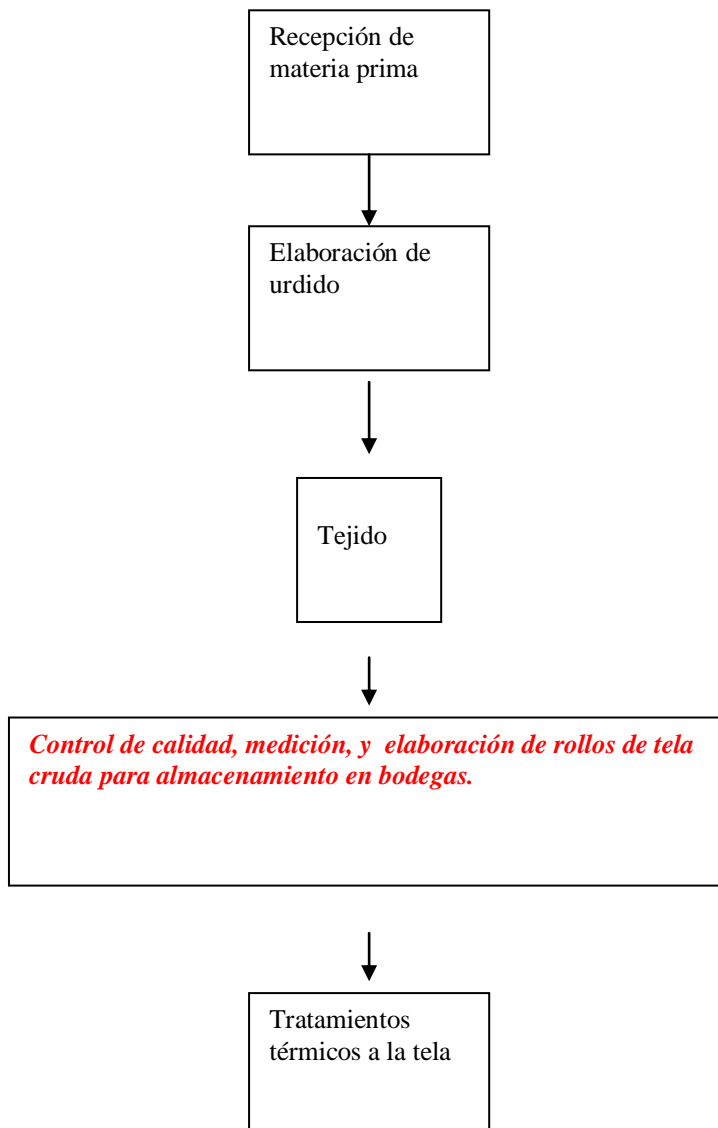 Recepción de
materia prima
Elaboración de
urdido
Tejido
Control de calidad, medición, y elaboración de rollos de tela
cruda para almacenamiento en bodegas.
Tratamientos
térmicos a la tela